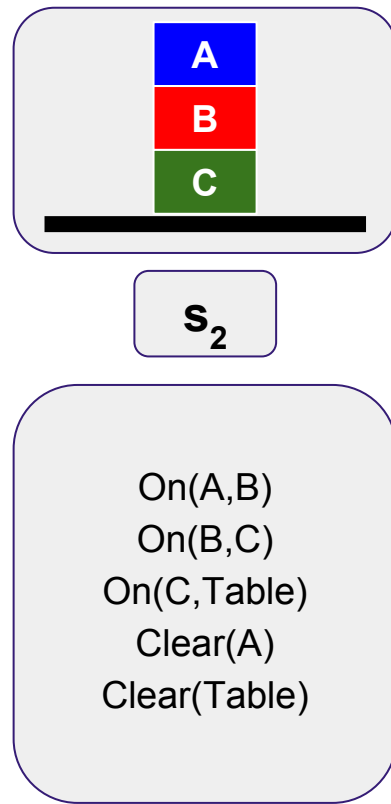 A
B
C
s₂
On(A,B)
On(B,C)
On(C,Table)
Clear(A)
Clear(Table)